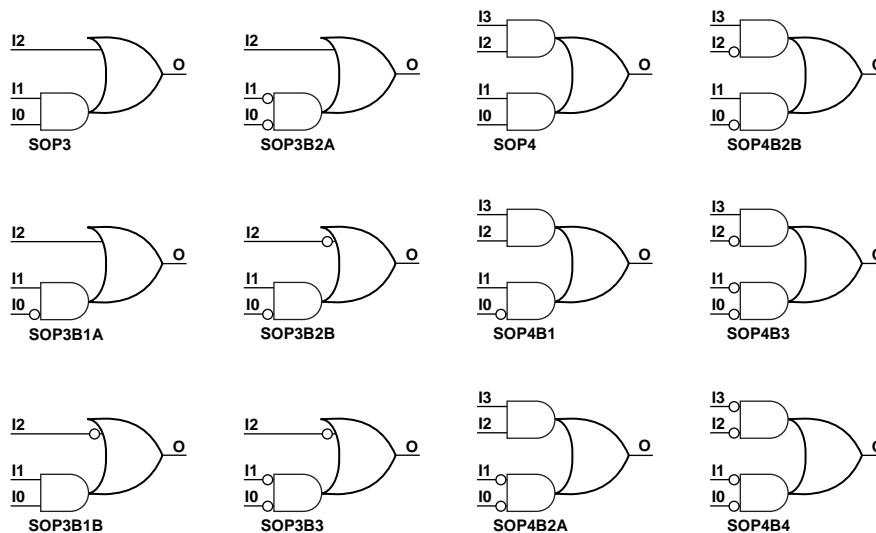 I2
O
I1
I0
SOP3
I2
O
I1
I0
SOP3B2A
I3
I2
O
I1
I0
SOP4
I3
I2
I1
I0
SOP4B2B
I2
O
I1
I0
SOP3B1A
I2
O
I1
I0
SOP3B2B
I3
I2
O
I1
I0
SOP4B1
I3
I2
I1
I0
SOP4B3
I2
O
I1
I0
SOP3B1B
I2
O
I1
I0
SOP3B3
I3
I2
O
I1
I0
SOP4B2A
I3
I2
I1
I0
SOP4B4